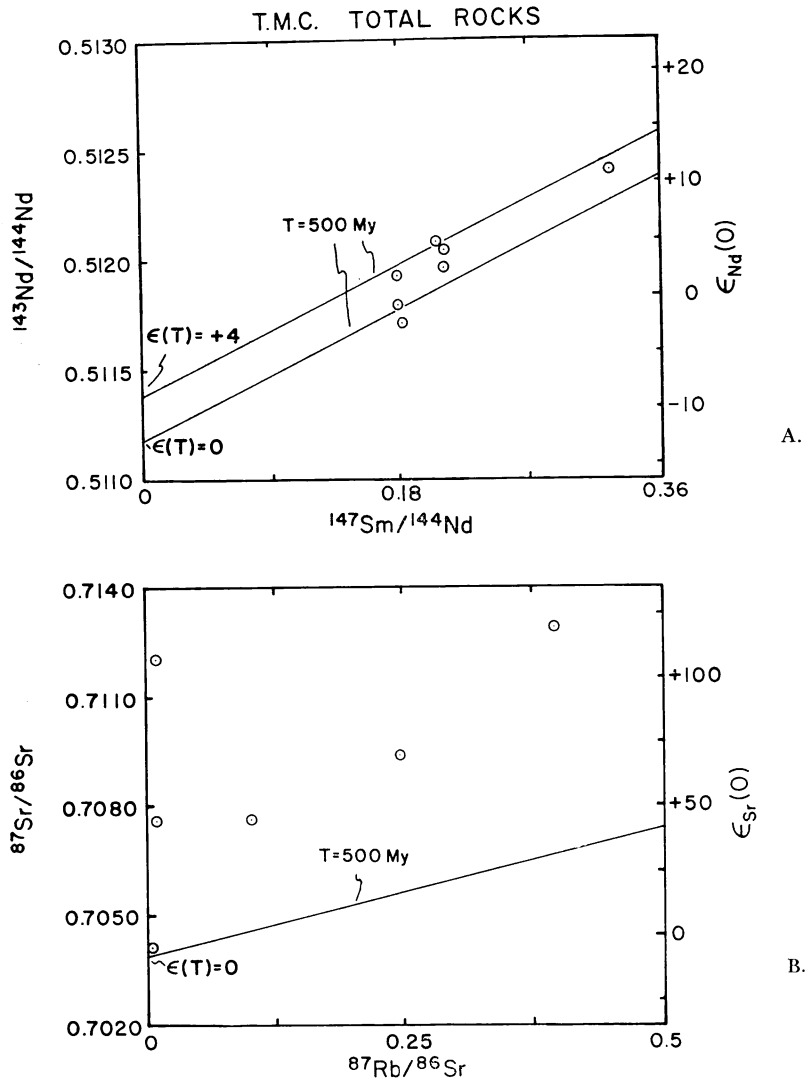 T.M.C. TOTAL ROCKS
0.5130
0.5125
0.5120
0.5115
0.5110
¹⁴³Nd/¹⁴⁴Nd
T=500 My
ϵ(T)=+4
ϵ(T)=0
+20
+10
0
-10
ϵNd(0)
0
0.18
0.36
¹⁴⁷Sm/¹⁴⁴Nd
A.
0.7140
0.7110
0.7080
0.7050
0.7020
⁸⁷Sr/⁸⁶Sr
T=500 My
ϵ(T)=0
+100
+50
0
ϵSr(0)
0
0.25
0.5
⁸⁷Rb/⁸⁶Sr
B.